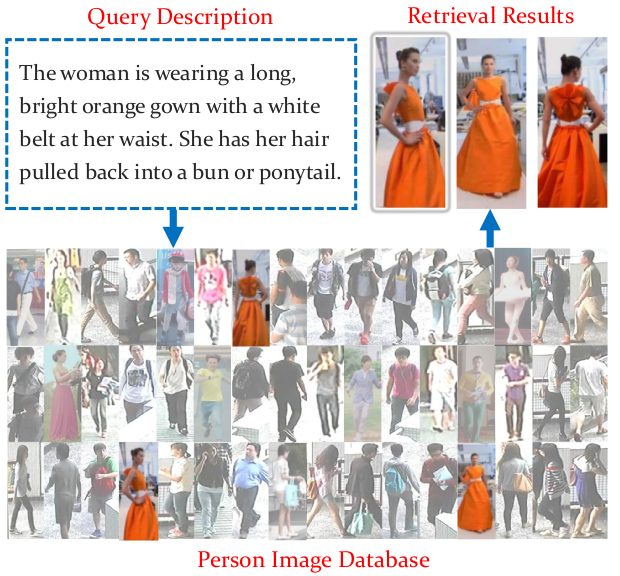 Query Description
Retrieval Results
The woman is wearing a long,
bright orange gown with a white
belt at her waist. She has her hair
pulled back into a bun or ponytail.
Person Image Database